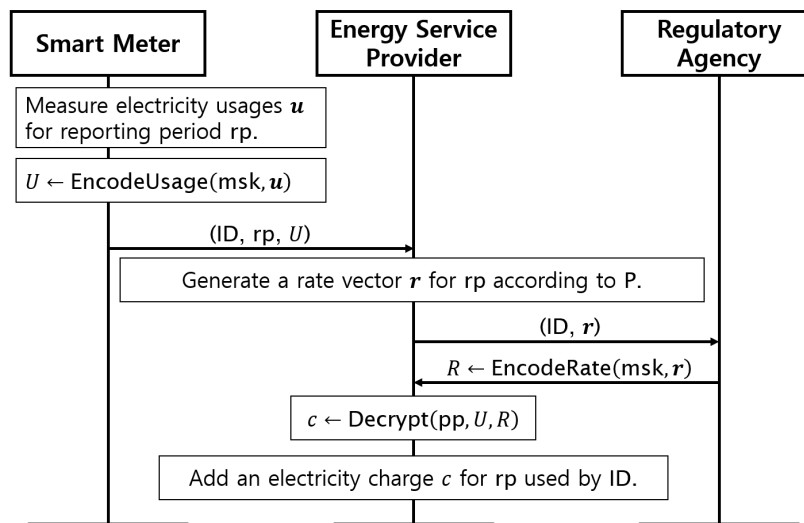 Smart Meter
Energy Service
Provider
Regulatory
Agency
Measure electricity usages 𝒖
for reporting period rp.
𝑈 ← EncodeUsage(msk, 𝒖)
(ID, rp, 𝑈)
Generate a rate vector 𝒓 for rp according to P.
(ID, 𝒓)
𝑅 ← EncodeRate(msk, 𝒓)
𝑐 ← Decrypt(pp, 𝑈, 𝑅)
Add an electricity charge 𝑐 for rp used by ID.